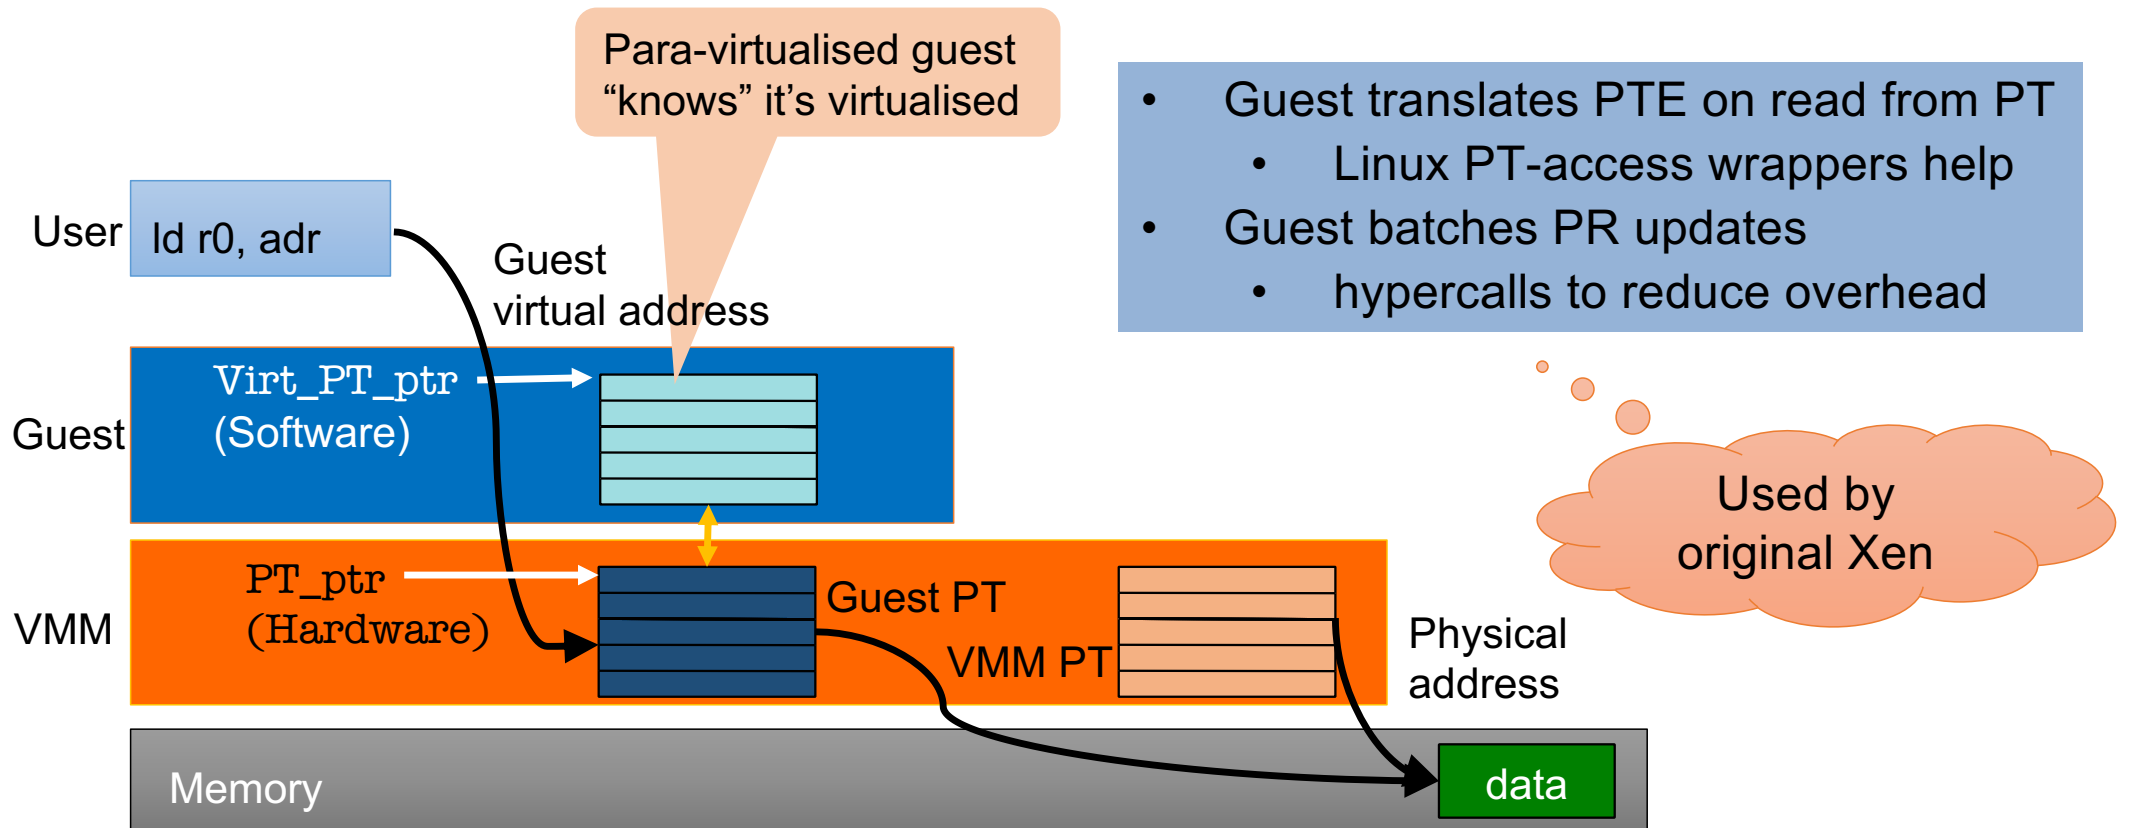 Para-virtualised guest
“knows” it’s virtualised
• Guest translates PTE on read from PT
• Linux PT-access wrappers help
• Guest batches PR updates
• hypercalls to reduce overhead
User
ld r0, adr
Guest
virtual address
Virt_PT_ptr
(Software)
Guest
Used by
original Xen
PT_ptr
(Hardware)
VMM
Guest PT
VMM PT
Physical
address
Memory
data